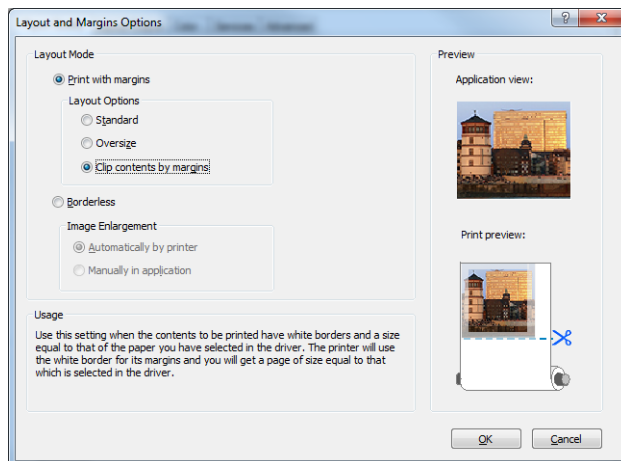 Layout and Margins Options
Layout Mode
Print with margins
Layout Options
Standard
Oversize
Clip contents by margins
Borderless
Image Enlargement
Automatically by printer
Manually in application
Usage
Use this setting when the contents to be printed have white borders and a size
equal to that of the paper you have selected in the driver. The printer will use
the white border for its margins and you will get a page of size equal to that
which is selected in the driver.
Preview
Application view:
Print preview:
OK
Cancel